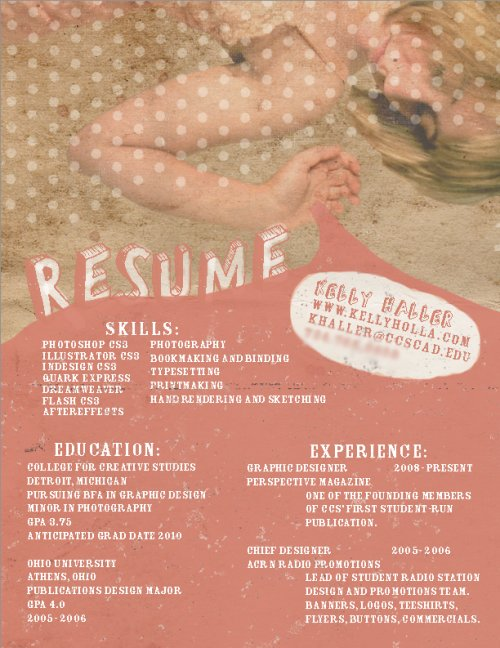 RESUME
KELLY HALLER
WWW.KELLYHOLLA.COM
KHALLER@CCSCAD.EDU
SKILLS:
PHOTOSHOP CS3
ILLUSTRATOR CS3
INDESIGN CS3
QUARK EXPRESS
DREAMWEAVER
FLASH CS3
AFTEREFFECTS
PHOTOGRAPHY
BOOKMAKING AND BINDING
TYPESETTING
PRINTMAKING
HAND RENDERING AND SKETCHING
EDUCATION:
COLLEGE FOR CREATIVE STUDIES
DETROIT, MICHIGAN
PURSUING BFA IN GRAPHIC DESIGN
MINOR IN PHOTOGRAPHY
GPA 3.75
ANTICIPATED GRAD DATE 2010
OHIO UNIVERSITY
ATHENS, OHIO
PUBLICATIONS DESIGN MAJOR
GPA 4.0
2005-2006
EXPERIENCE:
GRAPHIC DESIGNER 2008-PRESENT
PERSPECTIVE MAGAZINE
ONE OF THE FOUNDING MEMBERS
OF CCS' FIRST STUDENT-RUN
PUBLICATION.
CHIEF DESIGNER 2005-2006
ACRN RADIO PROMOTIONS
LEAD OF STUDENT RADIO STATION
DESIGN AND PROMOTIONS TEAM.
BANNERS, LOGOS, TEESHIRTS,
FLYERS, BUTTONS, COMMERCIALS.